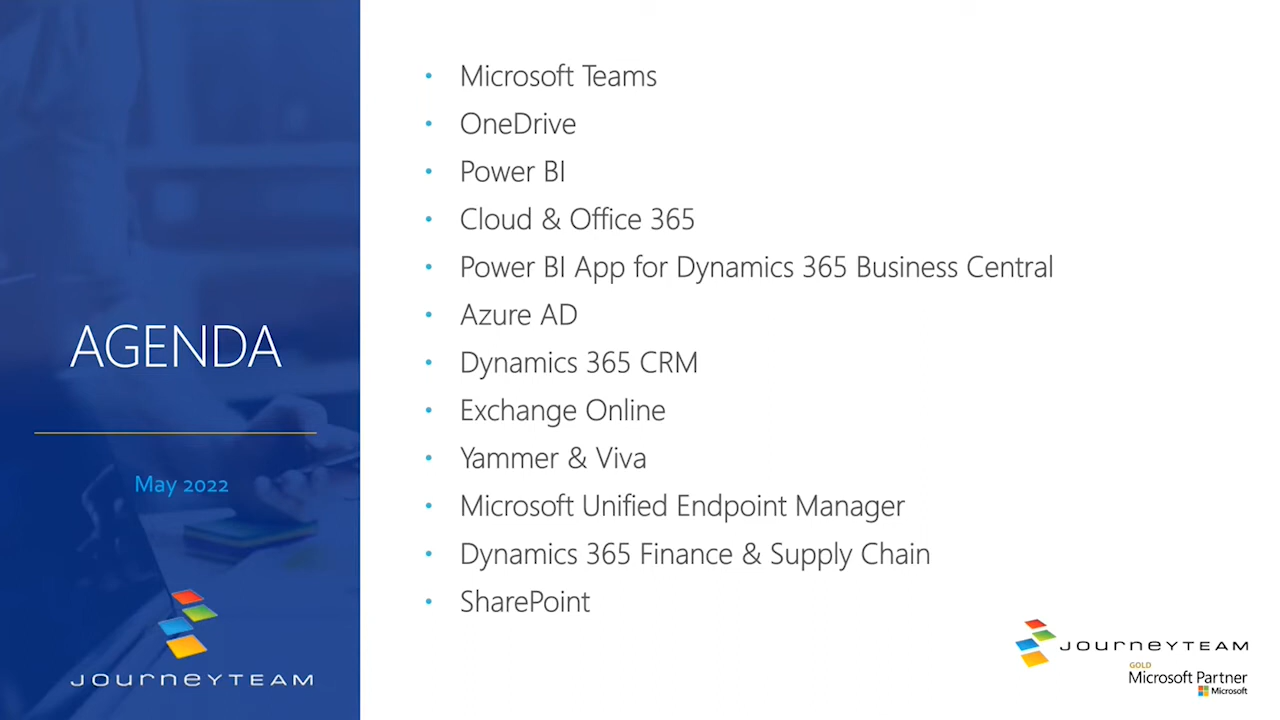 AGENDA
May 2022
JOURNEYTEAM
• Microsoft Teams
• OneDrive
• Power BI
• Cloud & Office 365
• Power BI App for Dynamics 365 Business Central
• Azure AD
• Dynamics 365 CRM
• Exchange Online
• Yammer & Viva
• Microsoft Unified Endpoint Manager
• Dynamics 365 Finance & Supply Chain
• SharePoint
JOURNEYTEAM
GOLD
Microsoft Partner
Microsoft